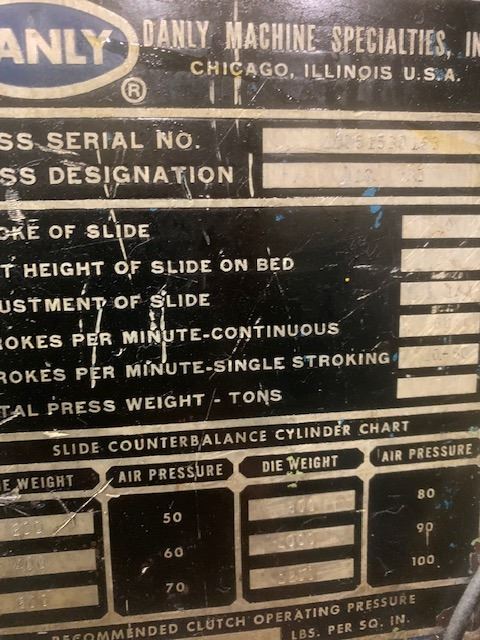 ANLY
DANLY MACHINE SPECIALTIES, IN
CHICAGO, ILLINOIS U.S.A.
®
SS SERIAL NO.
SS DESIGNATION
OKE OF SLIDE
T HEIGHT OF SLIDE ON BED
USTMENT OF SLIDE
ROKES PER MINUTE-CONTINUOUS
ROKES PER MINUTE-SINGLE STROKING
TAL PRESS WEIGHT - TONS
SLIDE COUNTERBALANCE CYLINDER CHART
E WEIGHT AIR PRESSURE DIE WEIGHT AIR PRESSURE
200 50 80
60 90
70 100
RECOMMENDED CLUTCH OPERATING PRESSURE
LBS. PER SQ. IN.